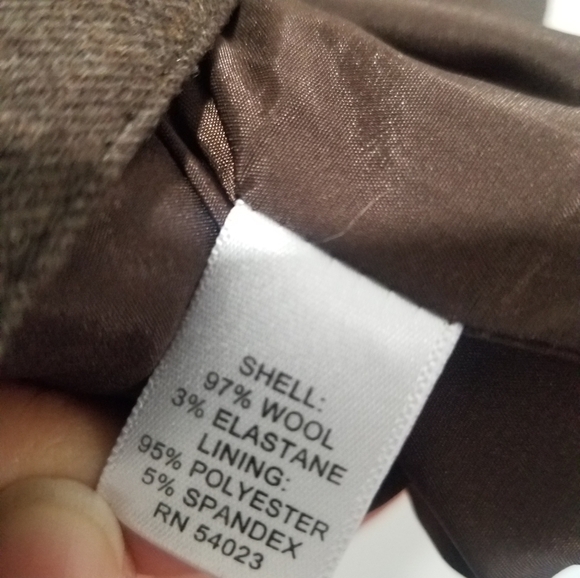 SHELL:
97% WOOL
3% ELASTANE
LINING:
95% POLYESTER
5% SPANDEX
RN 54023